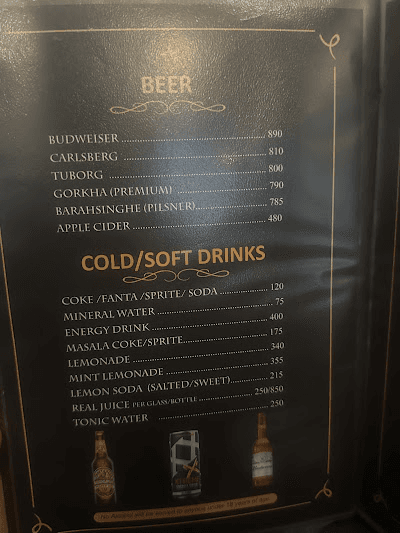 BEER
BUDWEISER ........ 890
CARLSBERG ........ 810
TUBORG ........ 800
GORKHA (PREMIUM) ........ 790
BARAHSINGHE (PILSNER) ........ 785
APPLE CIDER ........ 480
COLD/SOFT DRINKS
COKE /FANTA /SPRITE/ SODA ........ 120
MINERAL WATER ........ 75
ENERGY DRINK ........ 400
MASALA COKE/SPRITE ........ 175
LEMONADE ........ 340
MINT LEMONADE ........ 355
LEMON SODA (SALTED/SWEET) ........ 215
REAL JUICE PER GLASS/BOTTLE ........ 250/850
TONIC WATER 250